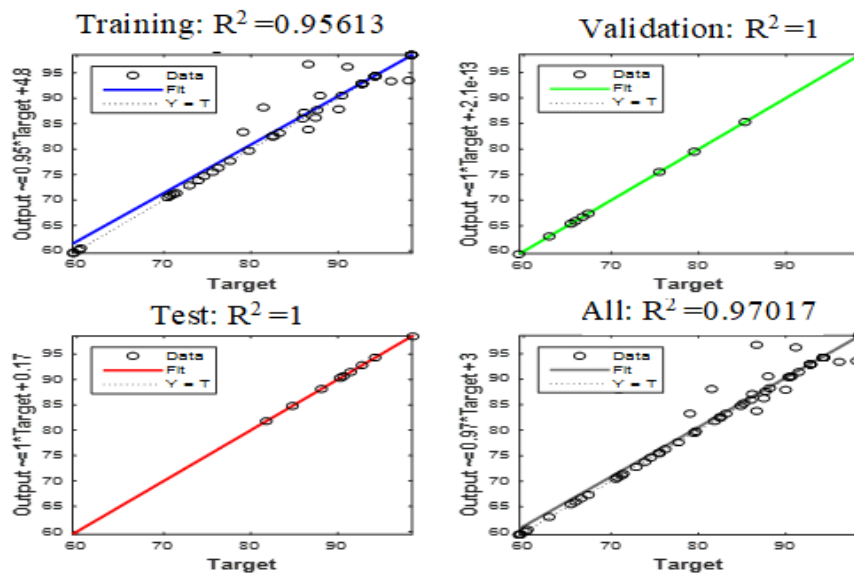 Training: R² =0.95613
Output ~= 0.95*Target + 4.8
95
90
85
80
75
70
65
60
Data
Fit
Y = T
60
70
80
90
Target
Validation: R² =1
Output ~= 1*Target + -2.1e-13
95
90
85
80
75
70
65
60
Data
Fit
Y = T
60
70
80
90
Target
Test: R² =1
Output ~= 1*Target + 0.17
95
90
85
80
75
70
65
60
Data
Fit
Y = T
60
70
80
90
Target
All: R² =0.97017
Output ~= 0.97*Target + 3
95
90
85
80
75
70
65
60
Data
Fit
Y = T
60
70
80
90
Target